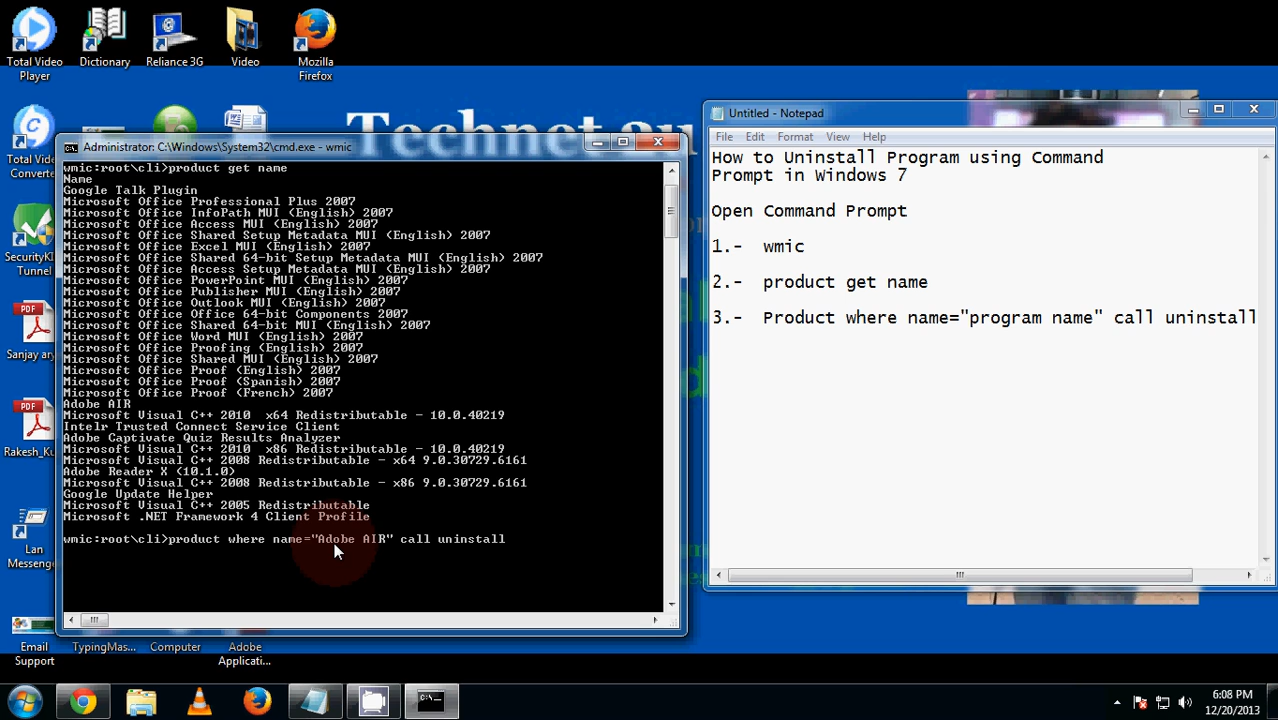 Total Video
Player
Dictionary
Reliance 3G
Video
Mozilla
Firefox
Total Video
Converte
SecurityKI
Tunnel
Sanjay ar
Rakesh_Ku
Lan
Messenge
Email
Support
TypingMas...
Computer
Adobe
Applicati...
PDF
PDF
Technet
Administrator: C:\Windows\System32\cmd.exe - wmic
wmic:root\cli>product get name
Name
Google Talk Plugin
Microsoft Office Professional Plus 2007
Microsoft Office InfoPath MUI (English) 2007
Microsoft Office Access MUI (English) 2007
Microsoft Office Shared Setup Metadata MUI (English) 2007
Microsoft Office Excel MUI (English) 2007
Microsoft Office Shared 64-bit Setup Metadata MUI (English) 2007
Microsoft Office Access Setup Metadata MUI (English) 2007
Microsoft Office PowerPoint MUI (English) 2007
Microsoft Office Publisher MUI (English) 2007
Microsoft Office Outlook MUI (English) 2007
Microsoft Office Office 64-bit Components 2007
Microsoft Office Shared 64-bit MUI (English) 2007
Microsoft Office Word MUI (English) 2007
Microsoft Office Proofing (English) 2007
Microsoft Office Shared MUI (English) 2007
Microsoft Office Proof (English) 2007
Microsoft Office Proof (Spanish) 2007
Microsoft Office Proof (French) 2007
Adobe AIR
Microsoft Visual C++ 2010  x64 Redistributable - 10.0.40219
Intelr Trusted Connect Service Client
Adobe Captivate Quiz Results Analyzer
Microsoft Visual C++ 2010  x86 Redistributable - 10.0.40219
Microsoft Visual C++ 2008 Redistributable - x64 9.0.30729.6161
Adobe Reader X (10.1.0)
Microsoft Visual C++ 2008 Redistributable - x86 9.0.30729.6161
Google Update Helper
Microsoft Visual C++ 2005 Redistributable
Microsoft .NET Framework 4 Client Profile
wmic:root\cli>product where name="Adobe AIR" call uninstall
Untitled - Notepad
File Edit Format View Help
How to Uninstall Program using Command
Prompt in Windows 7
Open Command Prompt
1.-  wmic
2.-  product get name
3.-  Product where name="program name" call uninstall
6:08 PM
12/20/2013